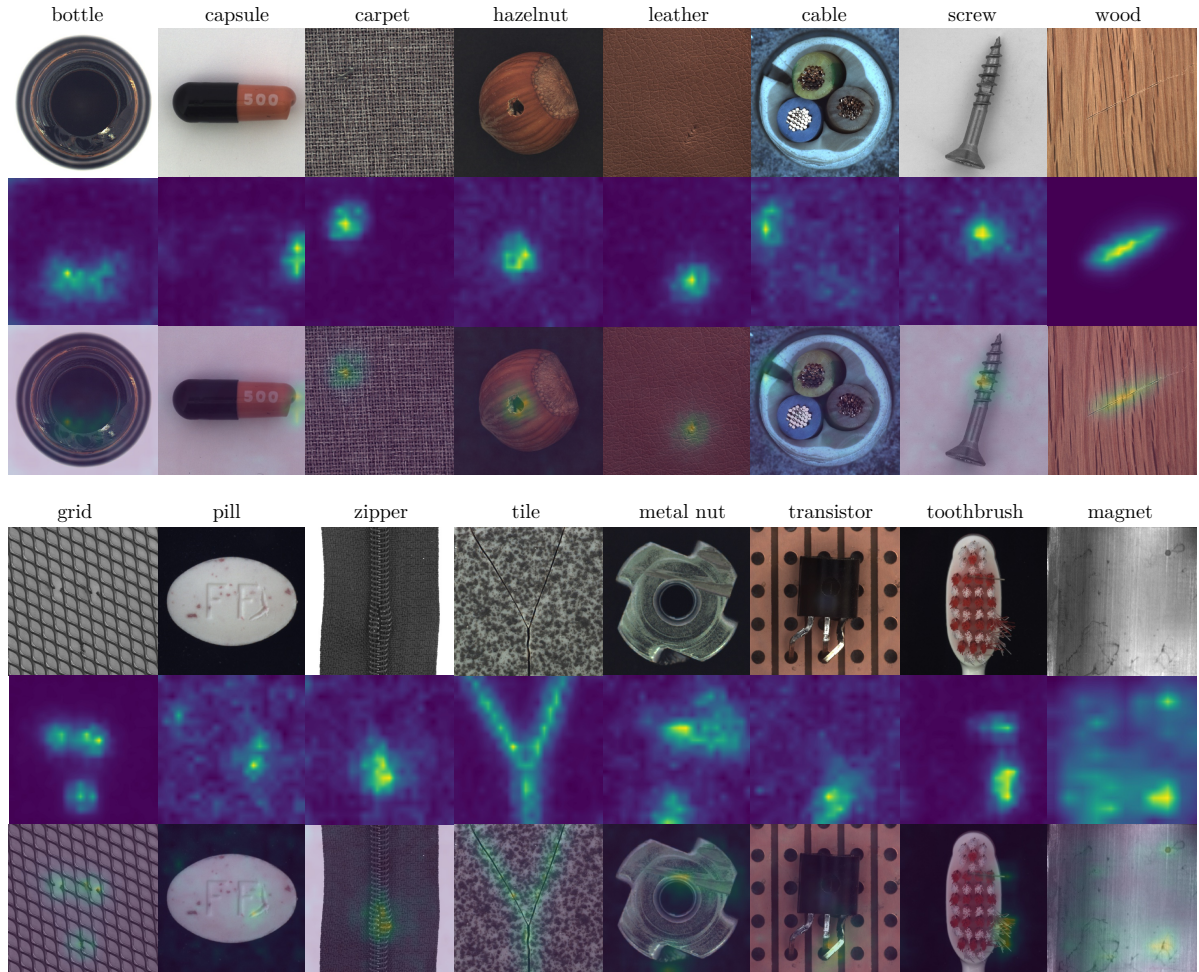 bottle capsule carpet hazelnut leather cable screw wood
500
500
grid pill zipper tile metal nut transistor toothbrush magnet